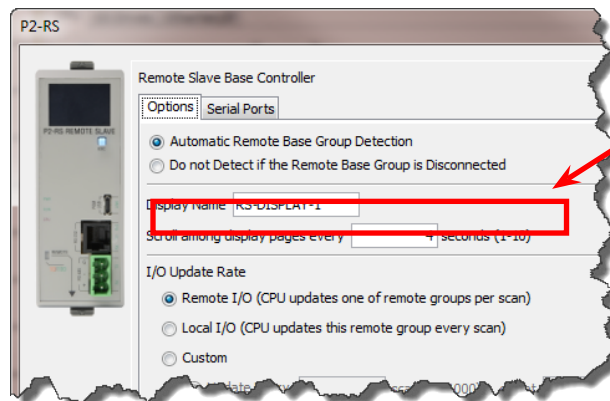 P2-RS
Remote Slave Base Controller
Options
Serial Ports
P2-RS REMOTE SLAVE
Automatic Remote Base Group Detection
Do not Detect if the Remote Base Group is Disconnected
Display Name RS-DISPLAY-1
Scroll among display pages every 4 seconds (1-10)
I/O Update Rate
Remote I/O (CPU updates one of remote groups per scan)
Local I/O (CPU updates this remote group every scan)
Custom